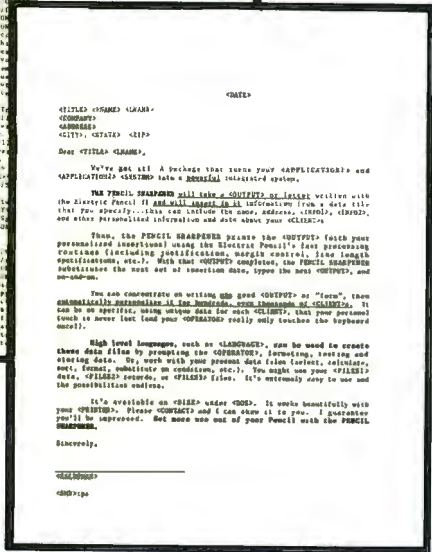 <DATE>
<TITLE> <FNAME> <LNAME>
<COMPANY>
<ADDRESS>
<CITY>, <STATE> <ZIP>
Dear <TITLE> <LNAME>,
We've got it! A package that turns your <APPLICATION1> and
<APPLICATION2> <SYSTEM> into a powerful integrated system.
THE PENCIL SHARPENER will take a <OUTPUT> or letter written with
the Electric Pencil II and will insert in it information from a data file
that you specify...this can include the name, address, <INFO1>, <INFO2>,
and other personalized information and data about your <CLIENT>s
Then, the PENCIL SHARPENER prints the <OUTPUT> (with your
personalized insertions) using the Electric Pencil's fast processing
routines (including justification, margin control, line length
specifications, etc.). With that <OUTPUT> completed, the PENCIL SHARPENER
substitutes the next set of insertion data, types the next <OUTPUT>, and
on-and-on.
You can concentrate on writing one good <OUTPUT> or "form", then
automatically personalize it for hundreds, even thousands of <CLIENT>s. It
can be so specific, using unique data for each <CLIENT>, that your personal
touch is never lost (and your <OPERATOR> really only touches the keyboard
once!).
High level languages, such as <LANGUAGE>, can be used to create
these data files by prompting the <OPERATOR>, formating, testing and
storing data. Or, work with your present data files (select, calculate,
sort, format, substitute on condition, etc.). You might use your <FILE1>
data, <FILE2> records, or <FILE3> files. It's extremely easy to use and
the possibilities endless.
It's available on <DISK> under <DOS>. It works beautifully with
your <PRINTER>. Please <CONTACT> and I can show it to you. I guarantee
you'll be impressed. Get more use out of your Pencil with the PENCIL
SHARPENER.
Sincerely,
<SALESMAN>